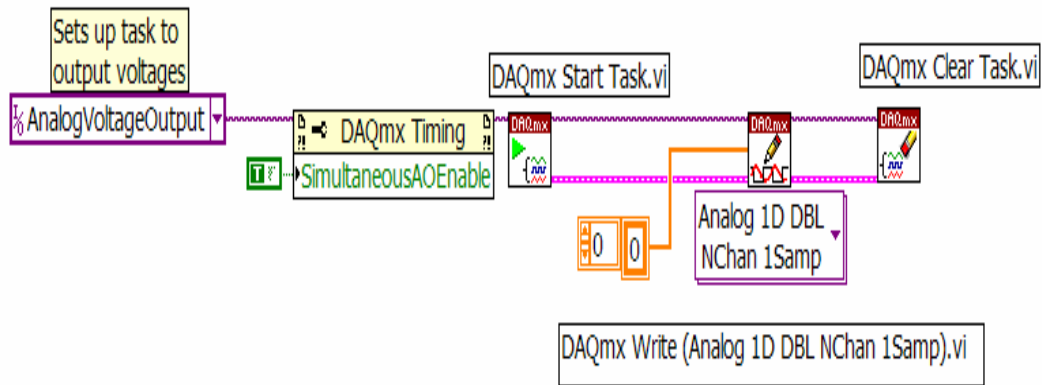 Sets up task to
output voltages
I/O AnalogVoltageOutput
DAQmx Timing
T F
SimultaneousAOEnable
DAQmx Start Task.vi
DAQmx
DAQmx Clear Task.vi
DAQmx
DAQmx
0 0
Analog 1D DBL
NChan 1Samp
DAQmx Write (Analog 1D DBL NChan 1Samp).vi